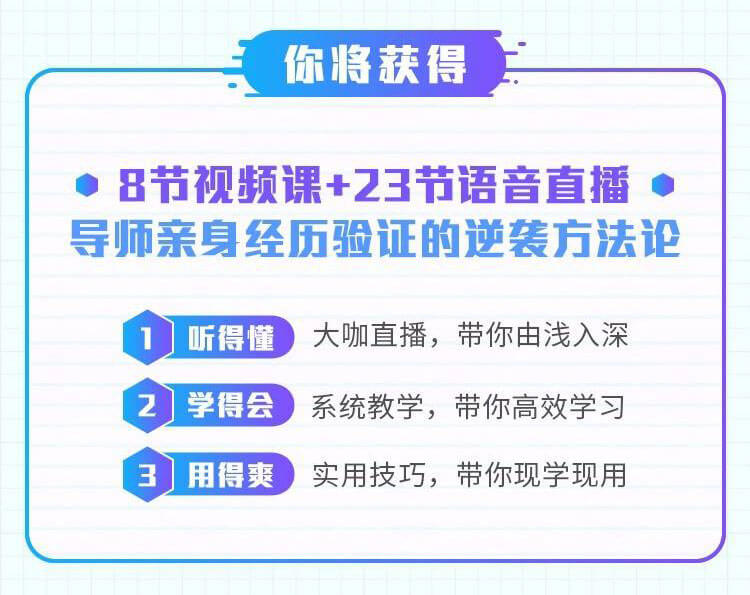 你将获得
8节视频课+23节语音直播
导师亲身经历验证的逆袭方法论
1 听得懂 大咖直播，带你由浅入深
2 学得会 系统教学，带你高效学习
3 用得爽 实用技巧，带你现学现用